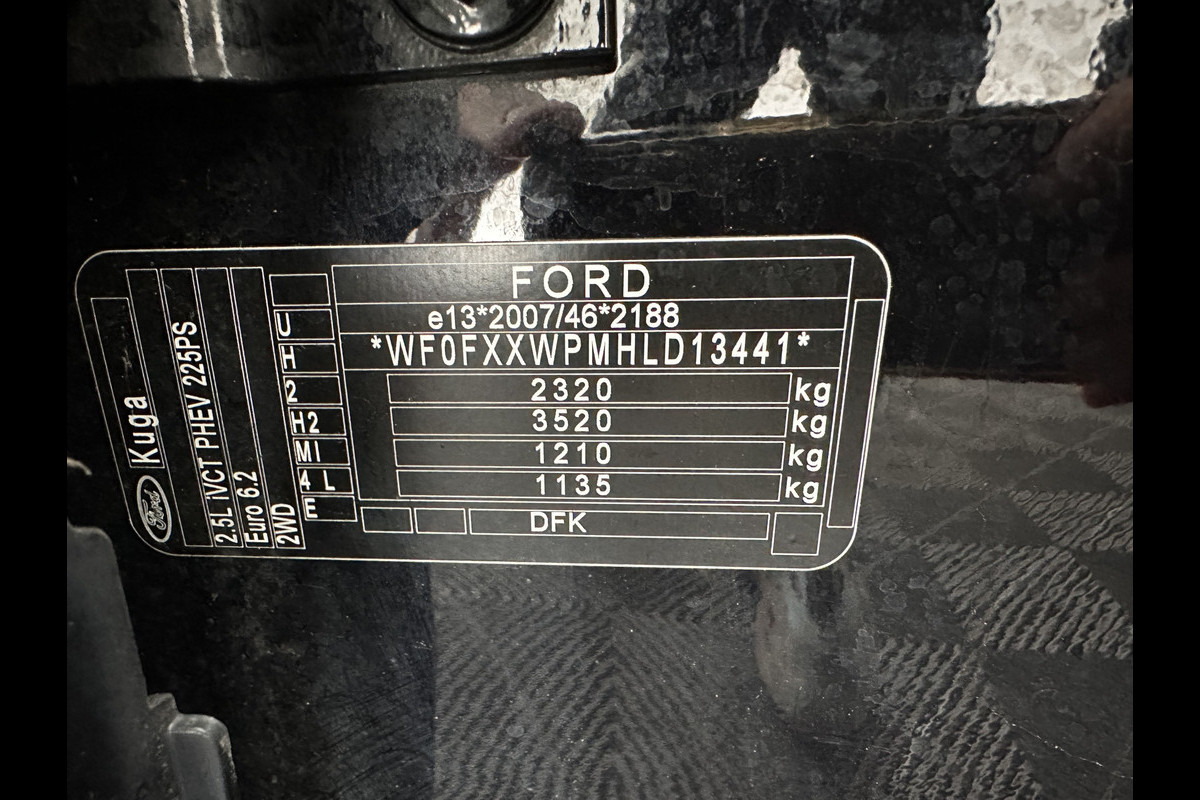 FORD
e13*2007/46*2188
*WF0FXXWPMHLD13441*
2320 kg
3520 kg
1210 kg
1135 kg
DFK
U
H
2
H2
MI
4 L
E
Ford Kuga
2.5L iVCT PHEV 225PS
Euro 6.2
2WD